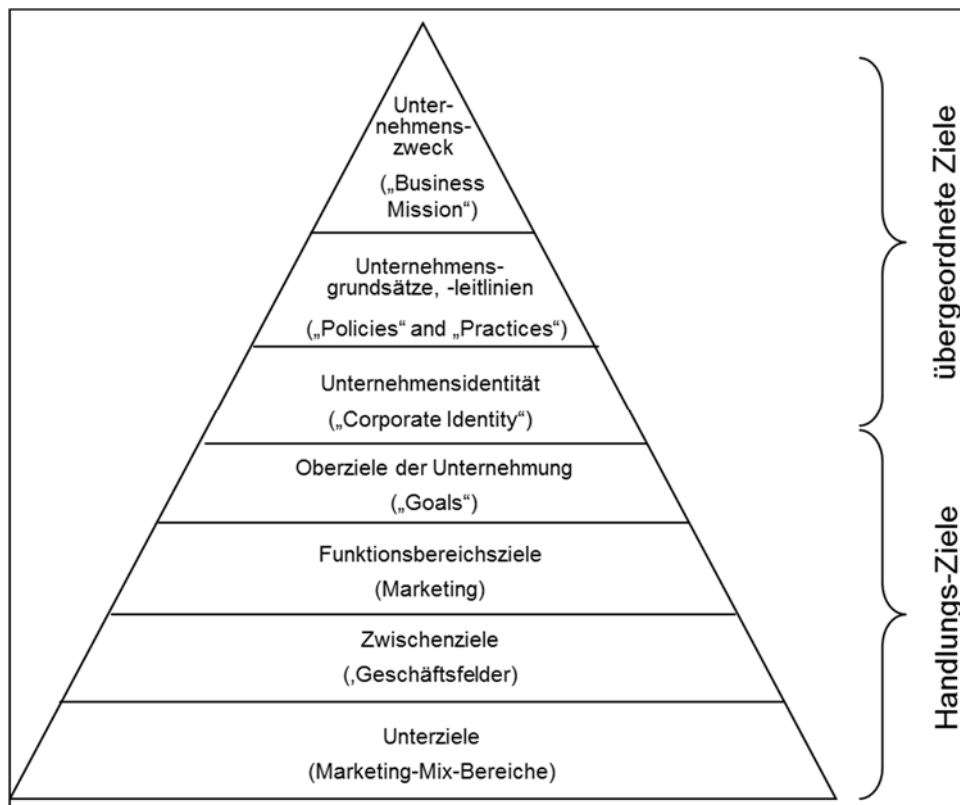 Unter-
nehmens-
zweck
(„Business
Mission“)
Unternehmens-
grundsätze, -leitlinien
(„Policies“ and „Practices“)
Unternehmensidentität
(„Corporate Identity“)
Oberziele der Unternehmung
(„Goals“)
Funktionsbereichsziele
(Marketing)
Zwischenziele
(‚Geschäftsfelder)
Unterziele
(Marketing-Mix-Bereiche)
übergeordnete Ziele
Handlungs-Ziele